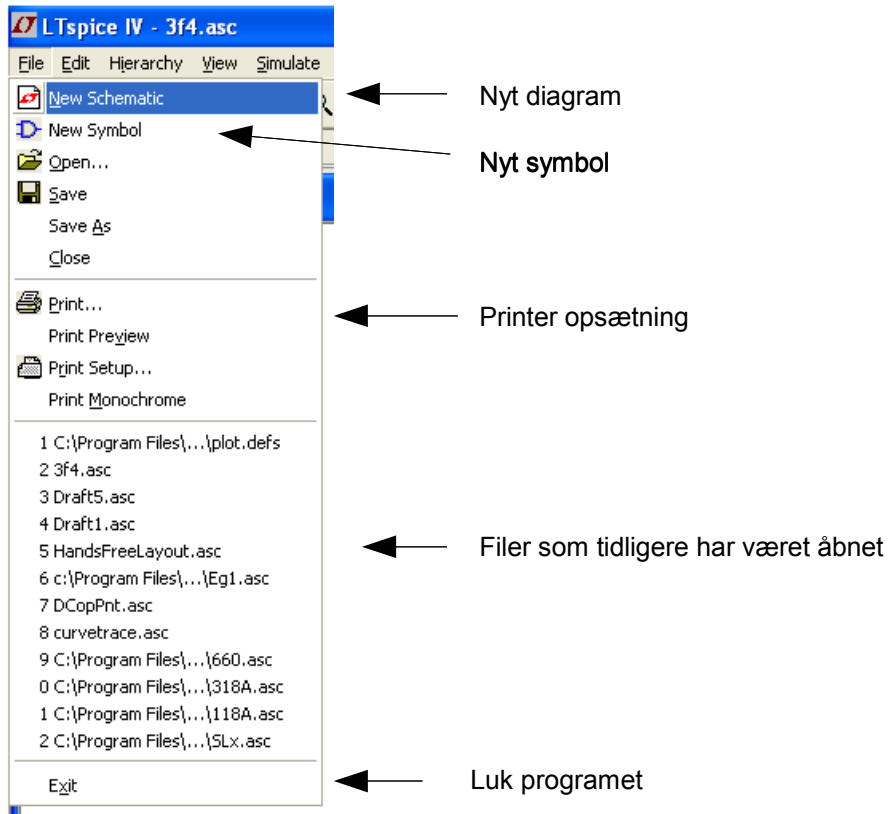 LTspice IV - 3f4.asc
File Edit Hierarchy View Simulate
New Schematic
Nyt diagram
New Symbol
Nyt symbol
Open...
Save
Save As
Close
Print...
Printer opsætning
Print Preview
Print Setup...
Print Monochrome
1 C:\Program Files\...\plot.defs
2 3f4.asc
3 Draft5.asc
4 Draft1.asc
5 HandsFreeLayout.asc
Filer som tidligere har været åbnet
6 c:\Program Files\...\Eg1.asc
7 DCopPnt.asc
8 curvetrace.asc
9 C:\Program Files\...\660.asc
0 C:\Program Files\...\318A.asc
1 C:\Program Files\...\118A.asc
2 C:\Program Files\...\SLx.asc
Exit
Luk programet